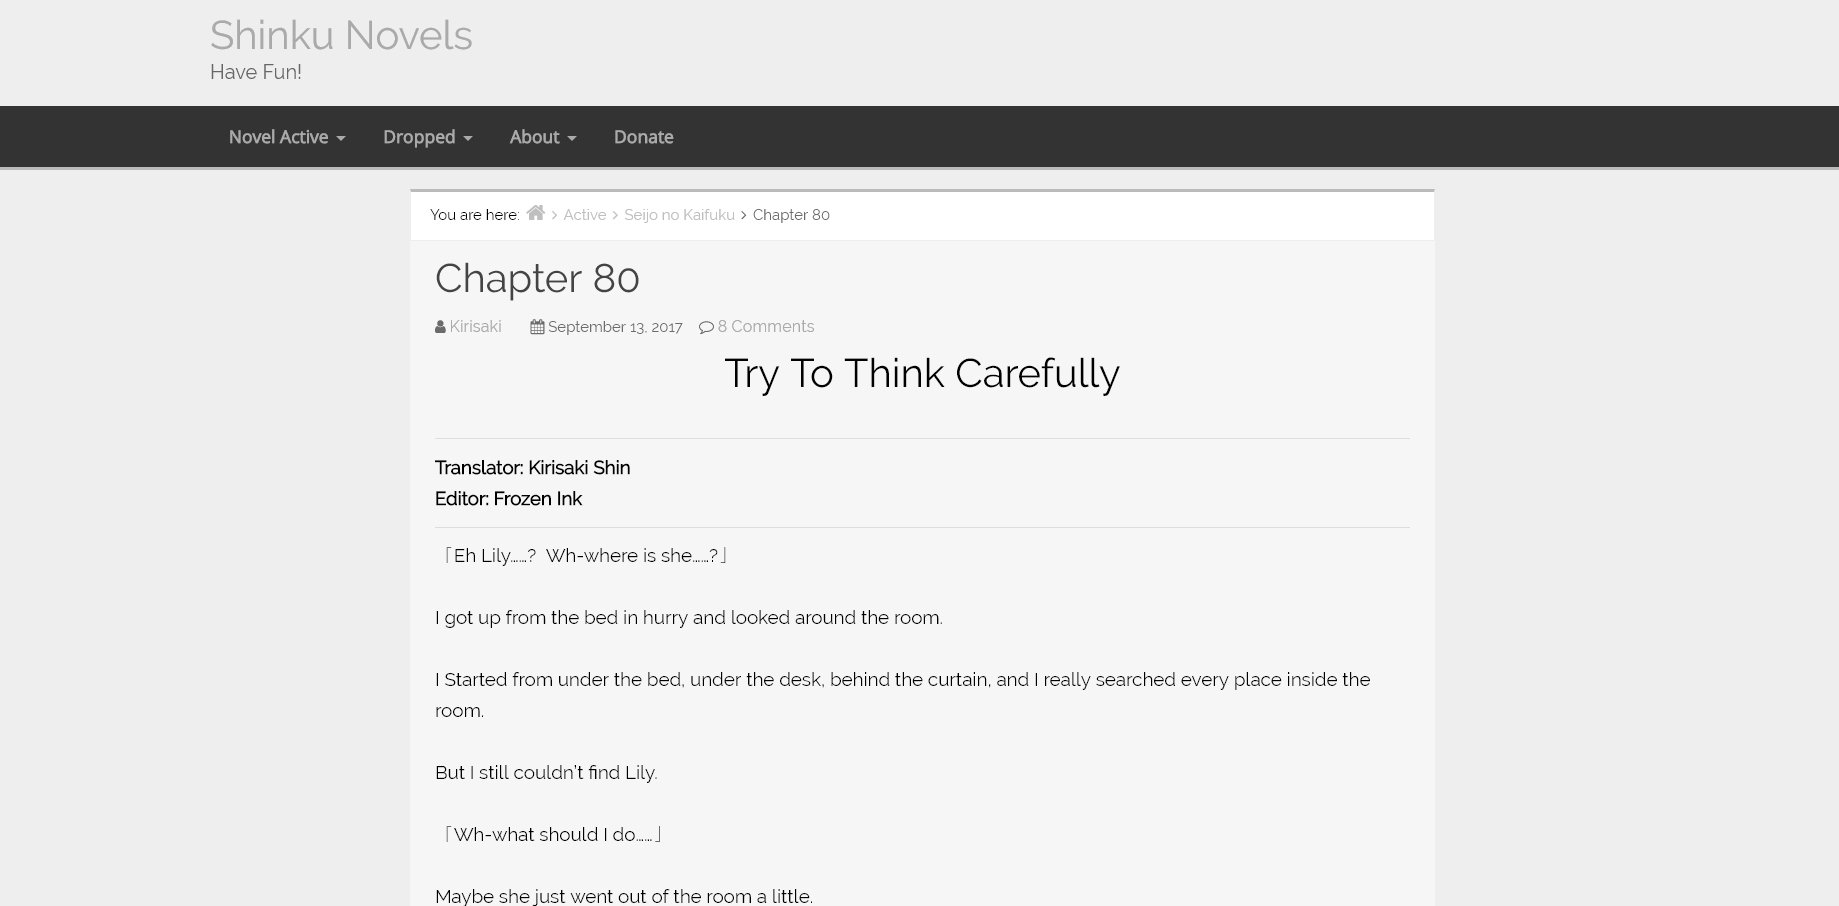 Shinku Novels
Have Fun!
Novel Active Dropped About Donate
You are here: Active Seijo no Kaifuku Chapter 80
Chapter 80
Kirisaki September 13, 2017 8 Comments
Try To Think Carefully
Translator: Kirisaki Shin
Editor: Frozen Ink
「Eh Lily……?  Wh-where is she……?」
I got up from the bed in hurry and looked around the room.
I Started from under the bed, under the desk, behind the curtain, and I really searched every place inside the
room.
But I still couldn’t find Lily.
「Wh-what should I do……」
Maybe she just went out of the room a little.